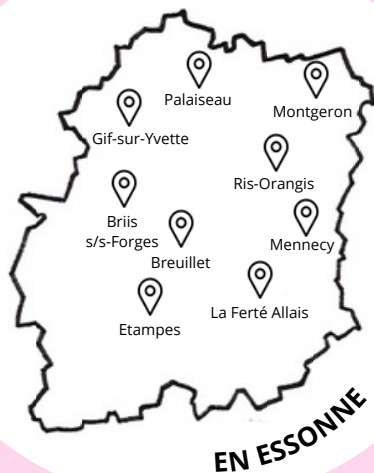 Palaiseau
Montgeron
Gif-sur-Yvette
Ris-Orangis
Briis
s/s-Forges
Mennecy
Breuillet
La Ferté Allais
Etampes
EN ESSONNE